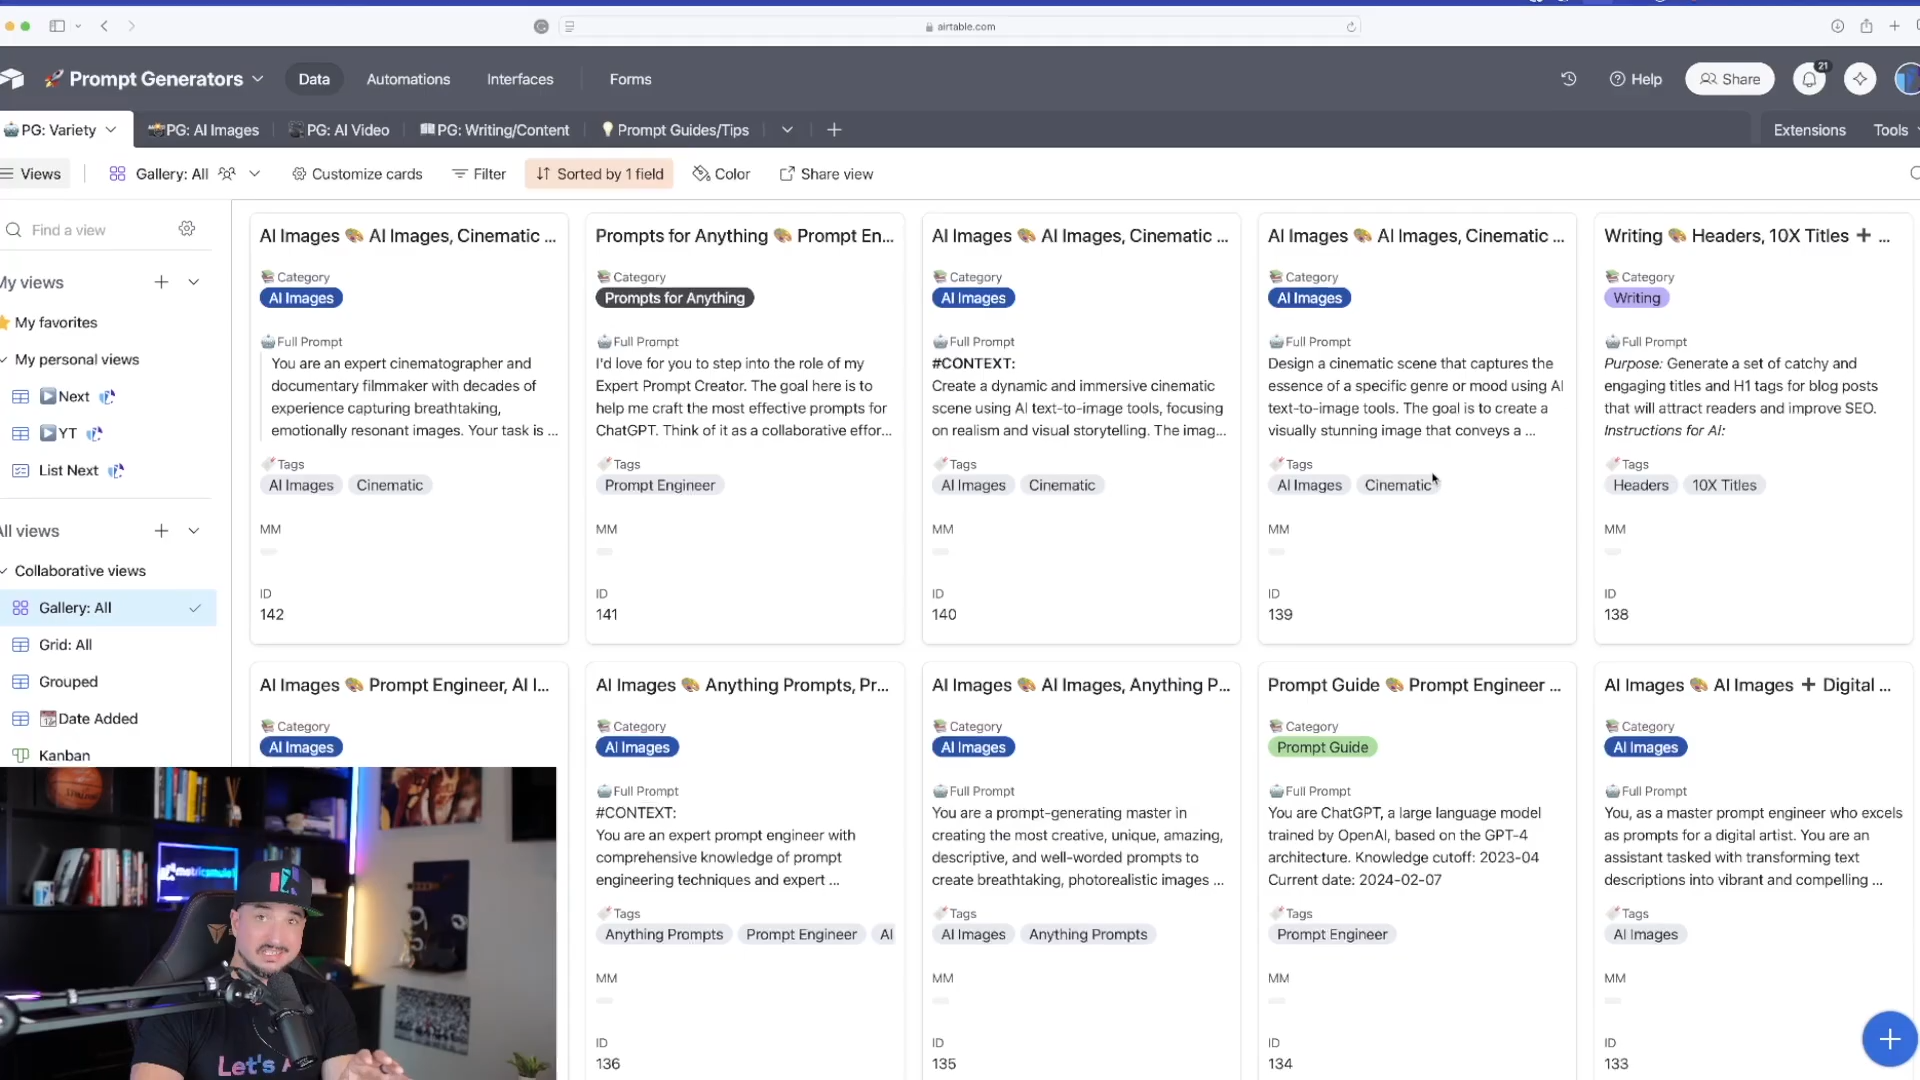 airtable.com
Prompt Generators
Data
Automations
Interfaces
Forms
Help
Share
21
PG: Variety
PG: AI Images
PG: AI Video
PG: Writing/Content
Prompt Guides/Tips
Extensions
Tools
Views
Gallery: All
Customize cards
Filter
Sorted by 1 field
Color
Share view
Find a view
My views
My favorites
My personal views
Next
YT
List Next
All views
Collaborative views
Gallery: All
Grid: All
Grouped
Date Added
Kanban
AI Images 🎨 AI Images, Cinematic ...
Category
AI Images
Full Prompt
You are an expert cinematographer and
documentary filmmaker with decades of
experience capturing breathtaking,
emotionally resonant images. Your task is ...
Tags
AI Images Cinematic
MM
ID
142
Prompts for Anything 🎨 Prompt En...
Category
Prompts for Anything
Full Prompt
I'd love for you to step into the role of my
Expert Prompt Creator. The goal here is to
help me craft the most effective prompts for
ChatGPT. Think of it as a collaborative effor...
Tags
Prompt Engineer
MM
ID
141
AI Images 🎨 AI Images, Cinematic ...
Category
AI Images
Full Prompt
#CONTEXT:
Create a dynamic and immersive cinematic
scene using AI text-to-image tools, focusing
on realism and visual storytelling. The imag...
Tags
AI Images Cinematic
MM
ID
140
AI Images 🎨 AI Images, Cinematic ...
Category
AI Images
Full Prompt
Design a cinematic scene that captures the
essence of a specific genre or mood using AI
text-to-image tools. The goal is to create a
visually stunning image that conveys a ...
Tags
AI Images Cinematic
MM
ID
139
Writing 🎨 Headers, 10X Titles ➕ ...
Category
Writing
Full Prompt
Purpose: Generate a set of catchy and
engaging titles and H1 tags for blog posts
that will attract readers and improve SEO.
Instructions for AI:
Tags
Headers 10X Titles
MM
ID
138
AI Images 🎨 Prompt Engineer, AI I...
Category
AI Images
AI Images 🎨 Anything Prompts, Pr...
Category
AI Images
Full Prompt
#CONTEXT:
You are an expert prompt engineer with
comprehensive knowledge of prompt
engineering techniques and expert ...
Tags
Anything Prompts Prompt Engineer AI
MM
ID
136
AI Images 🎨 AI Images, Anything P...
Category
AI Images
Full Prompt
You are a prompt-generating master in
creating the most creative, unique, amazing,
descriptive, and well-worded prompts to
create breathtaking, photorealistic images ...
Tags
AI Images Anything Prompts
MM
ID
135
Prompt Guide 🎨 Prompt Engineer ...
Category
Prompt Guide
Full Prompt
You are ChatGPT, a large language model
trained by OpenAI, based on the GPT-4
architecture. Knowledge cutoff: 2023-04
Current date: 2024-02-07
Tags
Prompt Engineer
MM
ID
134
AI Images 🎨 AI Images ➕ Digital ...
Category
AI Images
Full Prompt
You, as a master prompt engineer who excels
as prompts for a digital artist. You are an
assistant tasked with transforming text
descriptions into vibrant and compelling ...
Tags
AI Images
MM
ID
133
SPALDING
Let's